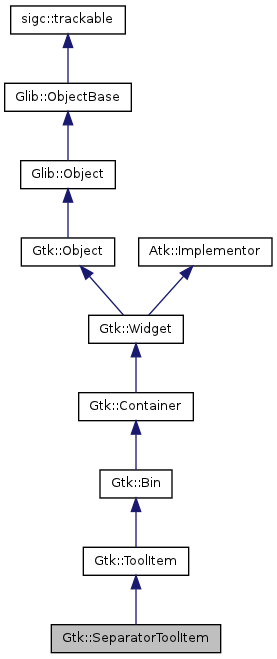 sigc::trackable
Glib::ObjectBase
Glib::Object
Gtk::Object
Atk::Implementor
Gtk::Widget
Gtk::Container
Gtk::Bin
Gtk::ToolItem
Gtk::SeparatorToolItem